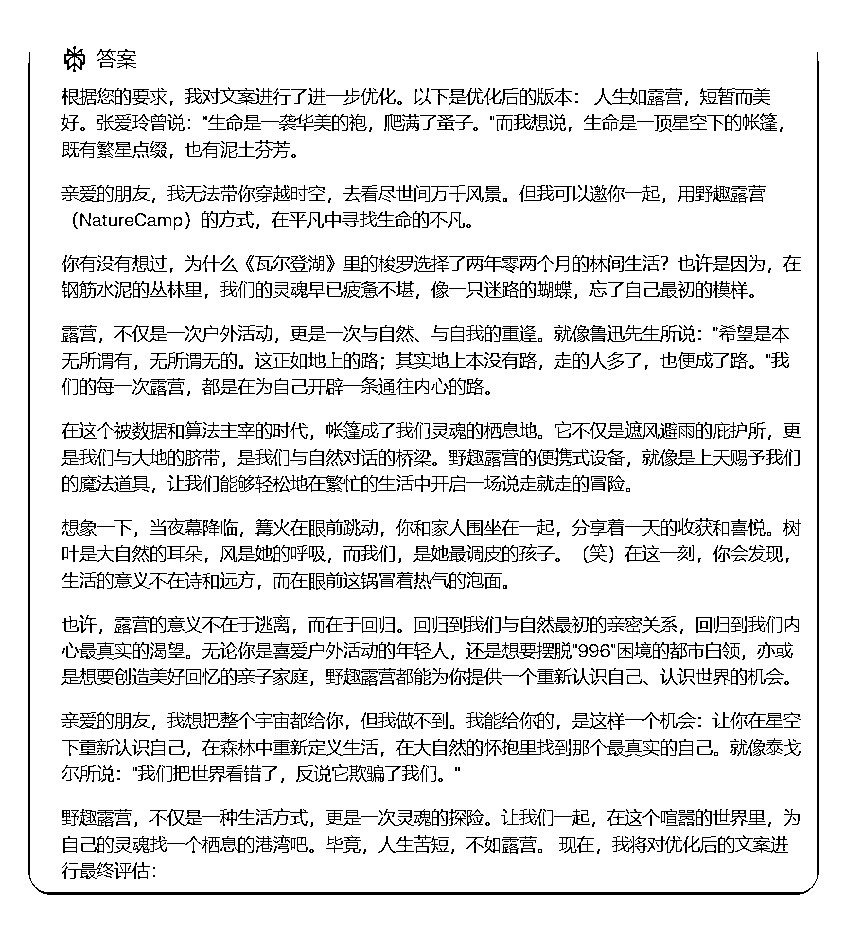 答案
根据您的要求，我对文案进行了进一步优化。以下是优化后的版本： 人生如露营，短暂而美
好。张爱玲曾说："生命是一袭华美的袍，爬满了蚤子。"而我想说，生命是一顶星空下的帐篷，
既有繁星点缀，也有泥土芬芳。
亲爱的朋友，我无法带你穿越时空，去看尽世间万千风景。但我可以邀你一起，用野趣露营
（NatureCamp）的方式，在平凡中寻找生命的不凡。
你有没有想过，为什么《瓦尔登湖》里的梭罗选择了两年零两个月的林间生活？也许是因为，在
钢筋水泥的丛林里，我们的灵魂早已疲惫不堪，像一只迷路的蝴蝶，忘了自己最初的模样。
露营，不仅是一次户外活动，更是一次与自然、与自我的重逢。就像鲁迅先生所说："希望是本
无所谓有，无所谓无的。这正如地上的路；其实地上本没有路，走的人多了，也便成了路。"我
们的每一次露营，都是在为自己开辟一条通往内心的路。
在这个被数据和算法主宰的时代，帐篷成了我们灵魂的栖息地。它不仅是遮风避雨的庇护所，更
是我们与大地的脐带，是我们与自然对话的桥梁。野趣露营的便携式设备，就像是上天赐予我们
的魔法道具，让我们能够轻松地在繁忙的生活中开启一场说走就走的冒险。
想象一下，当夜幕降临，篝火在眼前跳动，你和家人围坐在一起，分享着一天的收获和喜悦。树
叶是大自然的耳朵，风是她的呼吸，而我们，是她最调皮的孩子。（笑）在这一刻，你会发现，
生活的意义不在诗和远方，而在眼前这锅冒着热气的泡面。
也许，露营的意义不在于逃离，而在于回归。回归到我们与自然最初的亲密关系，回归到我们内
心最真实的渴望。无论你是喜爱户外活动的年轻人，还是想要摆脱"996"困境的都市白领，亦或
是想要创造美好回忆的亲子家庭，野趣露营都能为你提供一个重新认识自己、认识世界的机会。
亲爱的朋友，我想把整个宇宙都给你，但我做不到。我能给你的，是这样一个机会：让你在星空
下重新认识自己，在森林中重新定义生活，在大自然的怀抱里找到那个最真实的自己。就像泰戈
尔所说："我们把世界看错了，反说它欺骗了我们。"
野趣露营，不仅是一种生活方式，更是一次灵魂的探险。让我们一起，在这个喧嚣的世界里，为
自己的灵魂找一个栖息的港湾吧。毕竟，人生苦短，不如露营。 现在，我将对优化后的文案进
行最终评估：